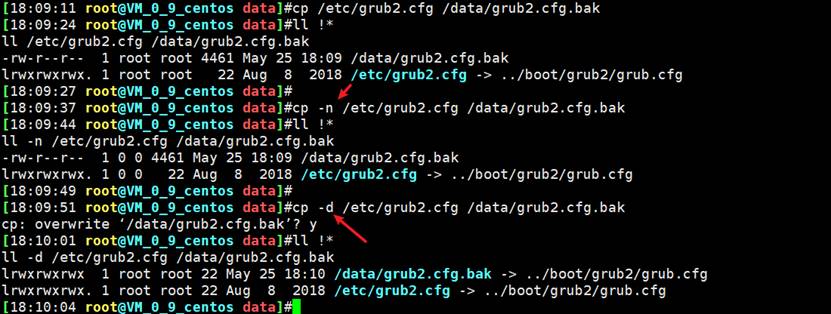 [18:09:11 root@VM_0_9_centos data]#cp /etc/grub2.cfg /data/grub2.cfg.bak
[18:09:24 root@VM_0_9_centos data]#ll !*
ll /etc/grub2.cfg /data/grub2.cfg.bak
-rw-r--r--  1 root root 4461 May 25 18:09 /data/grub2.cfg.bak
lrwxrwxrwx. 1 root root   22 Aug  8  2018 /etc/grub2.cfg -> ../boot/grub2/grub.cfg
[18:09:27 root@VM_0_9_centos data]#
[18:09:37 root@VM_0_9_centos data]#cp -n /etc/grub2.cfg /data/grub2.cfg.bak
[18:09:44 root@VM_0_9_centos data]#ll !*
ll -n /etc/grub2.cfg /data/grub2.cfg.bak
-rw-r--r--  1 0 0 4461 May 25 18:09 /data/grub2.cfg.bak
lrwxrwxrwx. 1 0 0   22 Aug  8  2018 /etc/grub2.cfg -> ../boot/grub2/grub.cfg
[18:09:49 root@VM_0_9_centos data]#
[18:09:51 root@VM_0_9_centos data]#cp -d /etc/grub2.cfg /data/grub2.cfg.bak
cp: overwrite ‘/data/grub2.cfg.bak’? y
[18:10:01 root@VM_0_9_centos data]#ll !*
ll -d /etc/grub2.cfg /data/grub2.cfg.bak
lrwxrwxrwx  1 root root 22 May 25 18:10 /data/grub2.cfg.bak -> ../boot/grub2/grub.cfg
lrwxrwxrwx. 1 root root 22 Aug  8  2018 /etc/grub2.cfg -> ../boot/grub2/grub.cfg
[18:10:04 root@VM_0_9_centos data]#